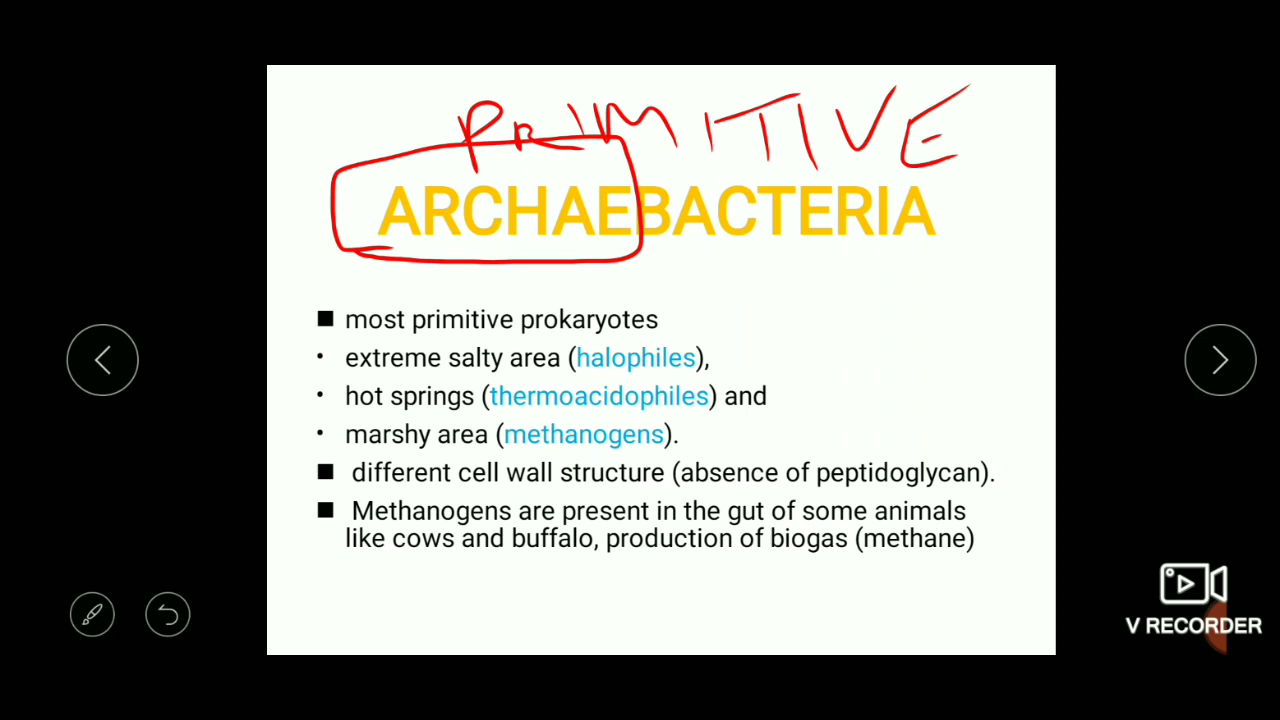 PRIMITIVE
ARCHAEBACTERIA
■ most primitive prokaryotes
• extreme salty area (halophiles),
• hot springs (thermoacidophiles) and
• marshy area (methanogens).
■ different cell wall structure (absence of peptidoglycan).
■ Methanogens are present in the gut of some animals
like cows and buffalo, production of biogas (methane)
V RECORDER